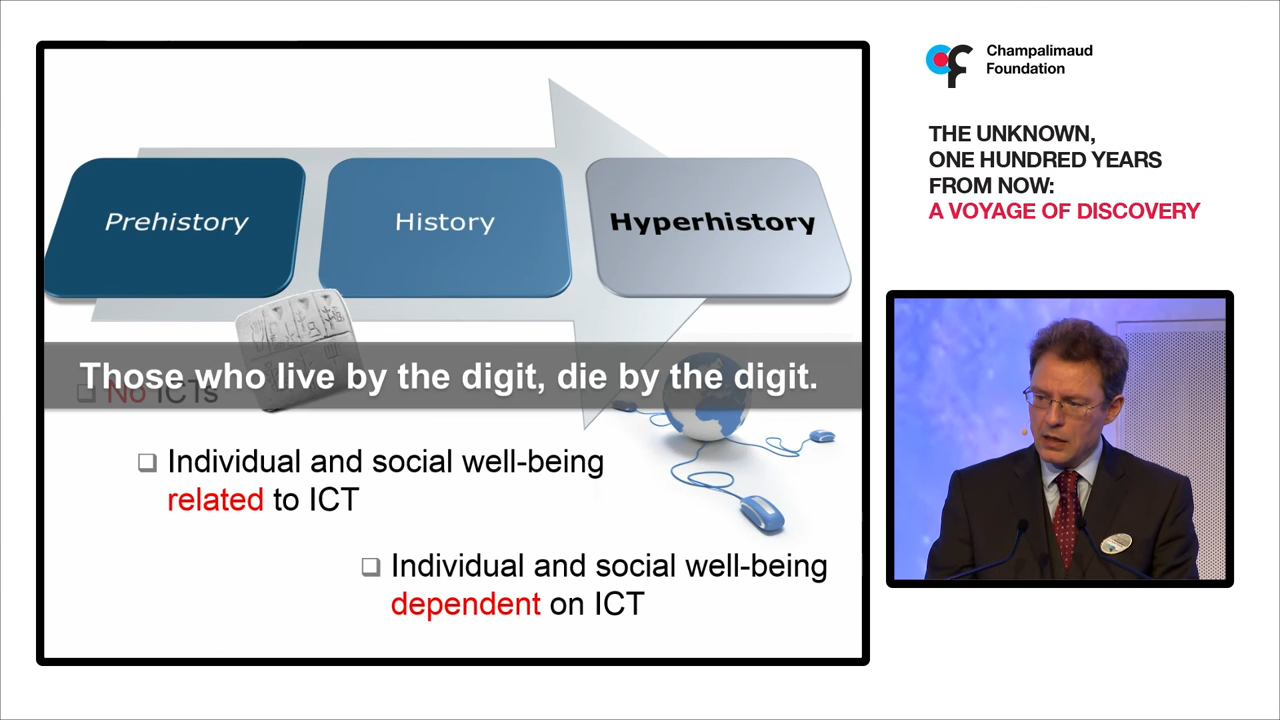 Champalimaud
Foundation
THE UNKNOWN,
ONE HUNDRED YEARS
FROM NOW:
A VOYAGE OF DISCOVERY
Prehistory
History
Hyperhistory
Those who live by the digit, die by the digit.
No ICTs
Individual and social well-being
related to ICT
Individual and social well-being
dependent on ICT